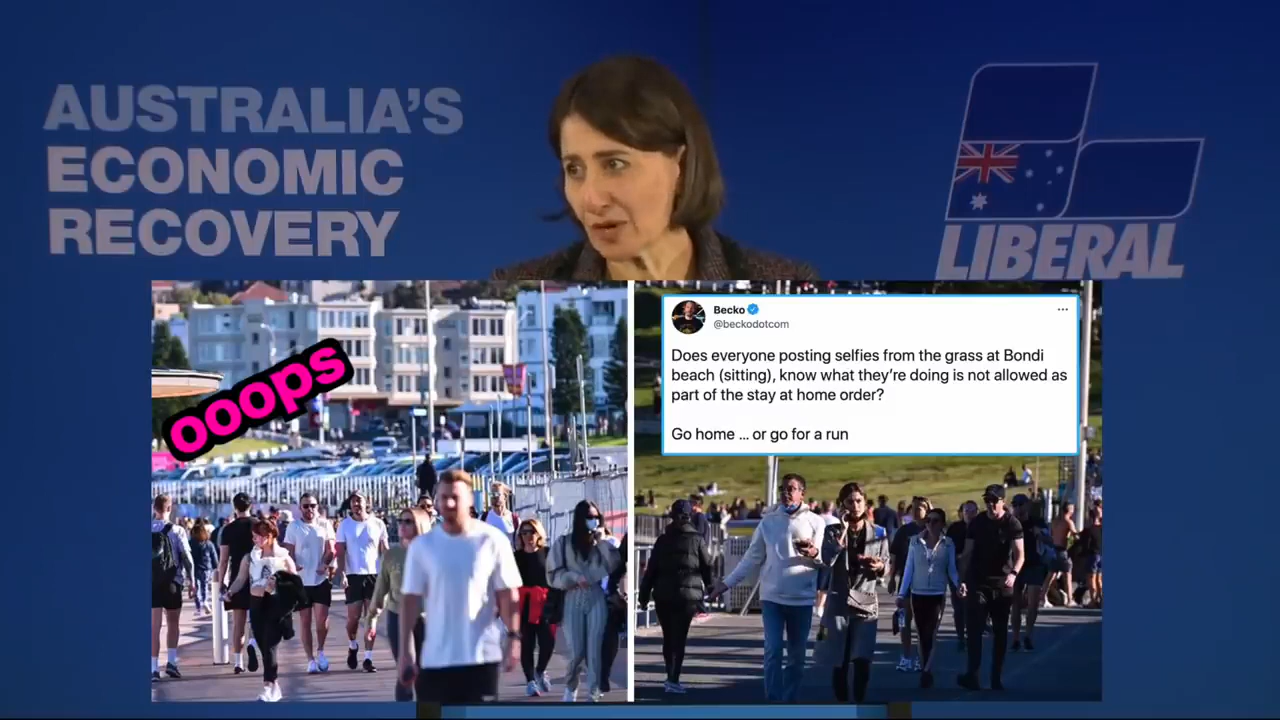 AUSTRALIA'S
ECONOMIC
RECOVERY
LIBERAL
ooops
Becko
@beckodotcom
Does everyone posting selfies from the grass at Bondi
beach (sitting), know what they're doing is not allowed as
part of the stay at home order?
Go home ... or go for a run